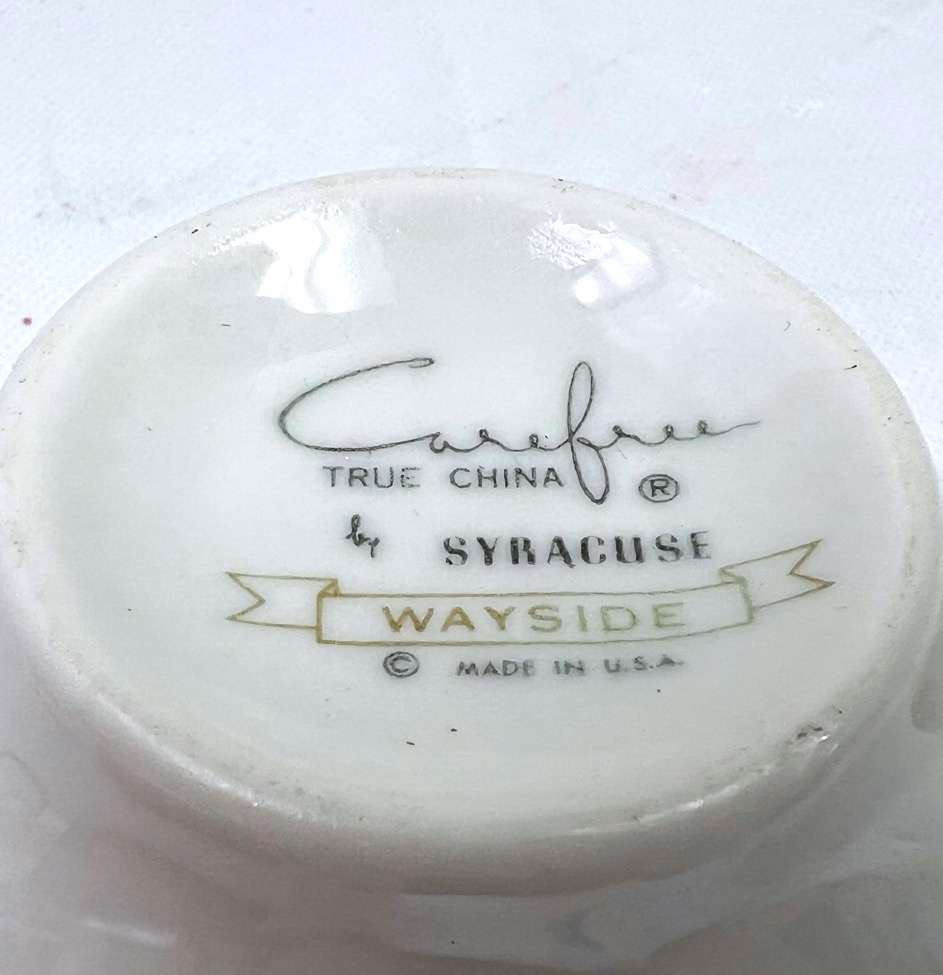 Carefree
TRUE CHINA ®
by SYRACUSE
WAYSIDE
© MADE IN U.S.A.